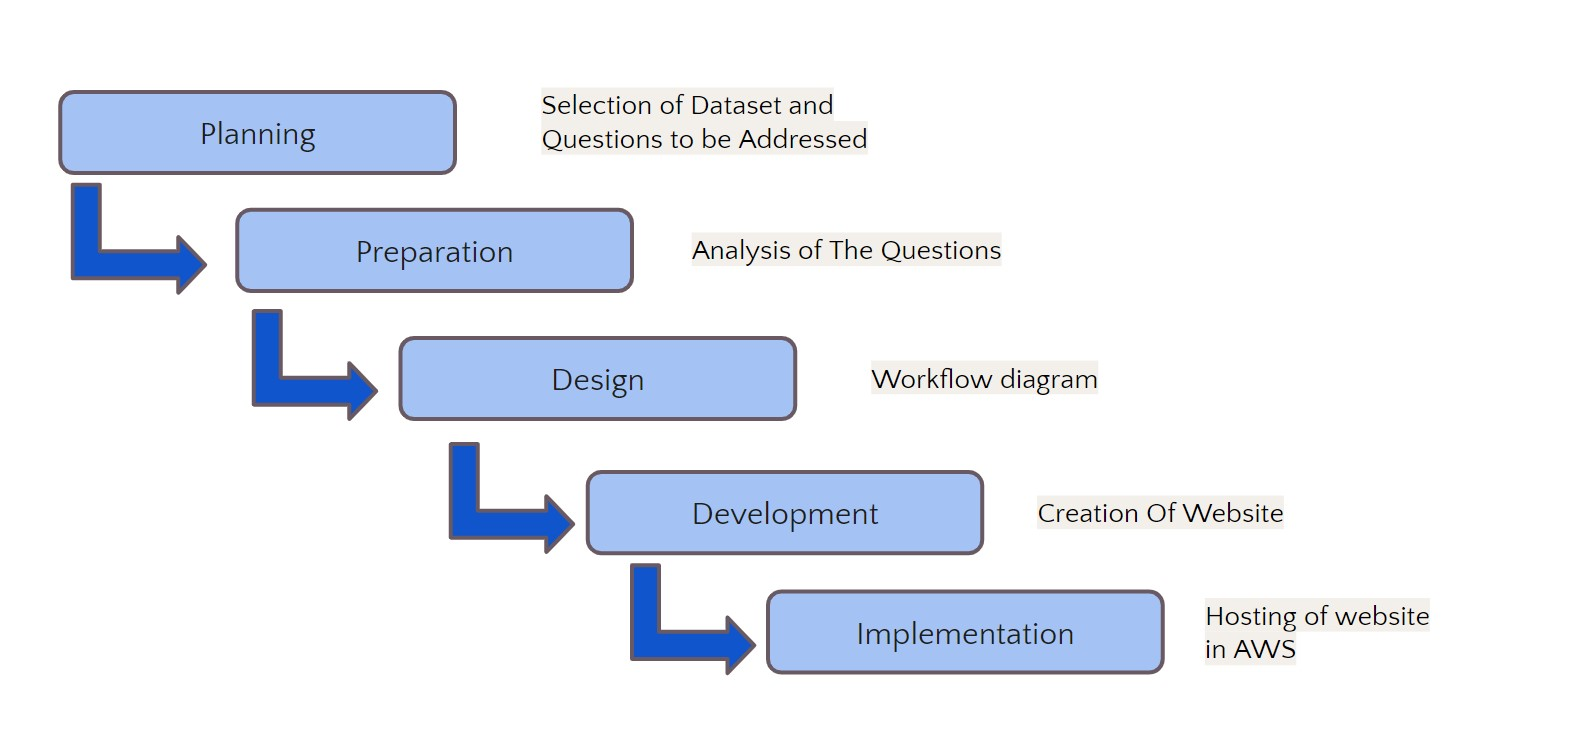 Planning
Selection of Dataset and
Questions to be Addressed
Preparation
Analysis of The Questions
Design
Workflow diagram
Development
Creation Of Website
Implementation
Hosting of website
in AWS